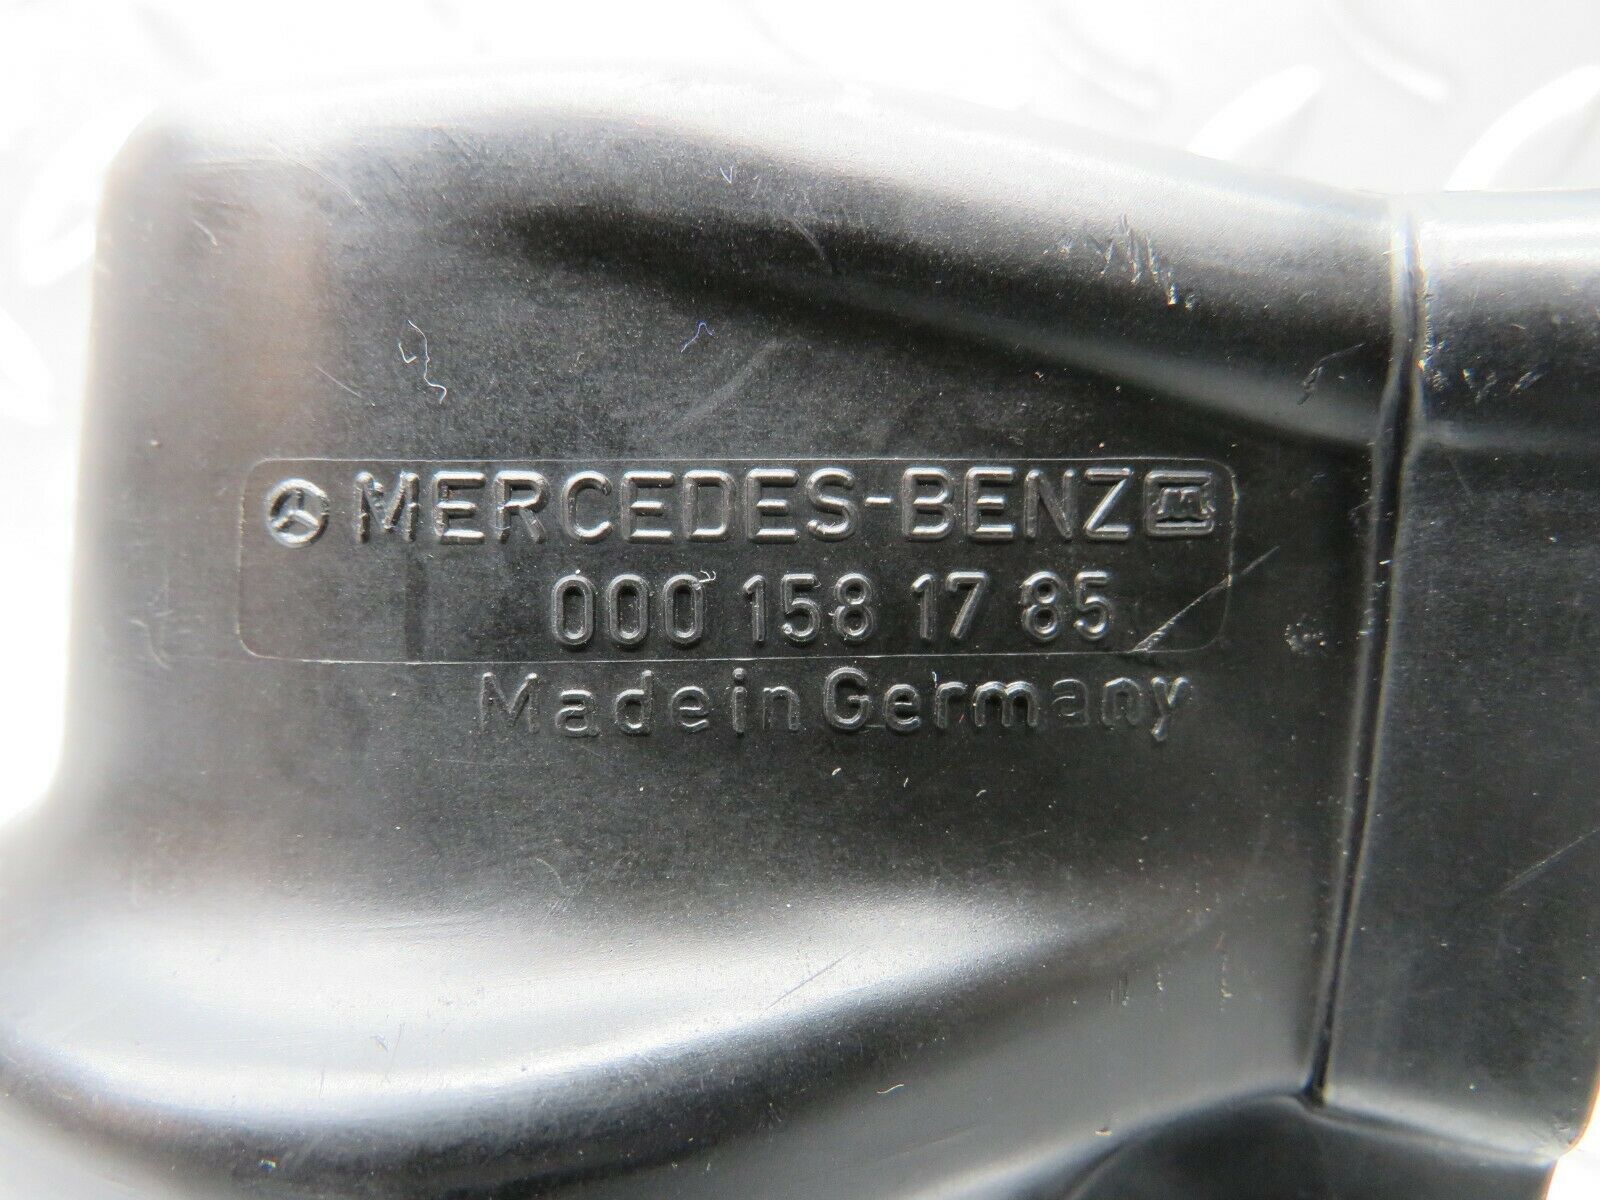 MERCEDES-BENZ
000 158 17 85
Made in Germany